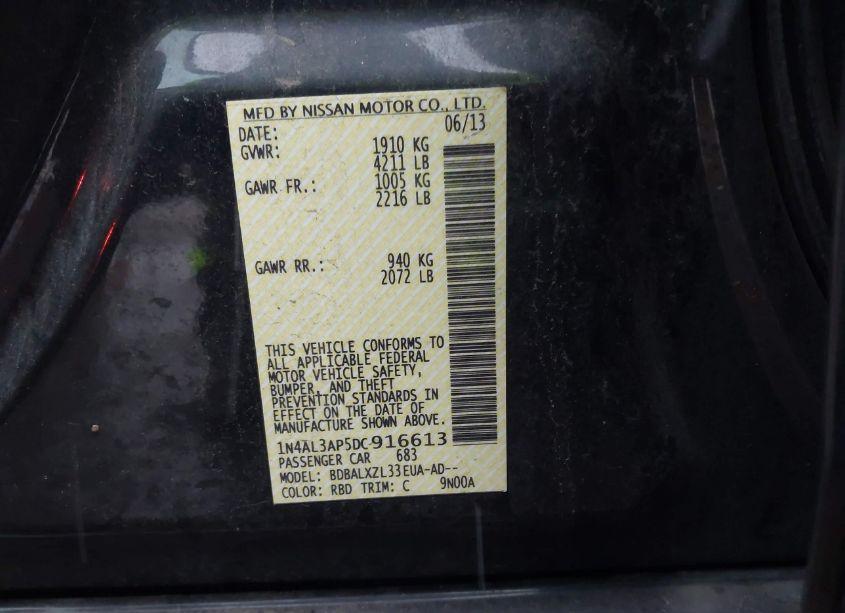 MFD BY NISSAN MOTOR CO., LTD.
DATE: 06/13
GVWR: 1910 KG
4211 LB
GAWR FR.: 1005 KG
2216 LB
GAWR RR.: 940 KG
2072 LB
THIS VEHICLE CONFORMS TO
ALL APPLICABLE FEDERAL
MOTOR VEHICLE SAFETY,
BUMPER, AND THEFT
PREVENTION STANDARDS IN
EFFECT ON THE DATE OF
MANUFACTURE SHOWN ABOVE.
1N4AL3AP5DC916613
PASSENGER CAR 683
MODEL: BDBALXZL33EUA-AD--
COLOR: RBD TRIM: C 9N00A